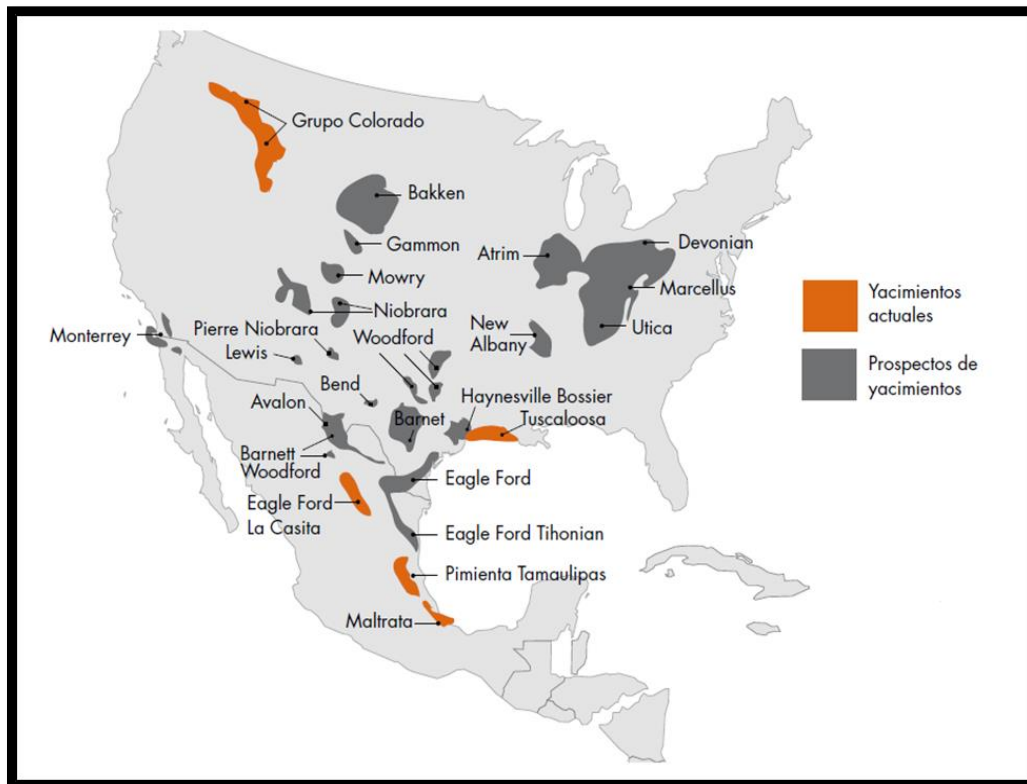 Grupo Colorado
Bakken
Gammon
Mowry
Niobrara
Atrim
Devonian
Marcellus
Utica
New
Albany
Monterrey
Pierre Niobrara
Lewis
Woodford
Bend
Avalon
Barnet
Haynesville Bossier
Tuscaloosa
Barnett
Woodford
Eagle Ford
Eagle Ford
La Casita
Eagle Ford Tihonian
Pimienta Tamaulipas
Maltrata
Yacimientos
actuales
Prospectos de
yacimientos